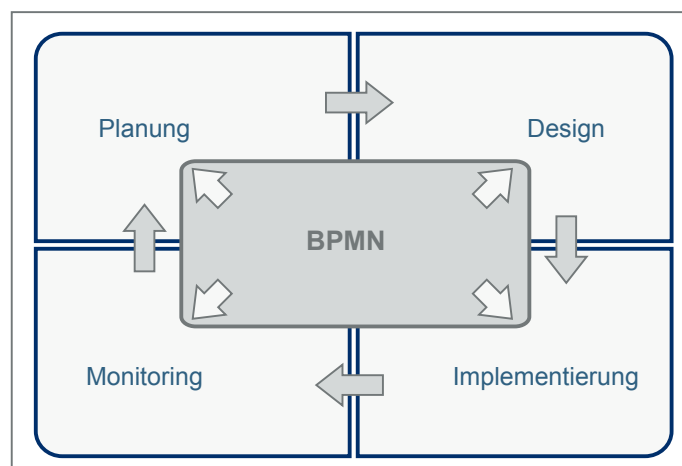 Planung
Design
BPMN
Monitoring
Implementierung